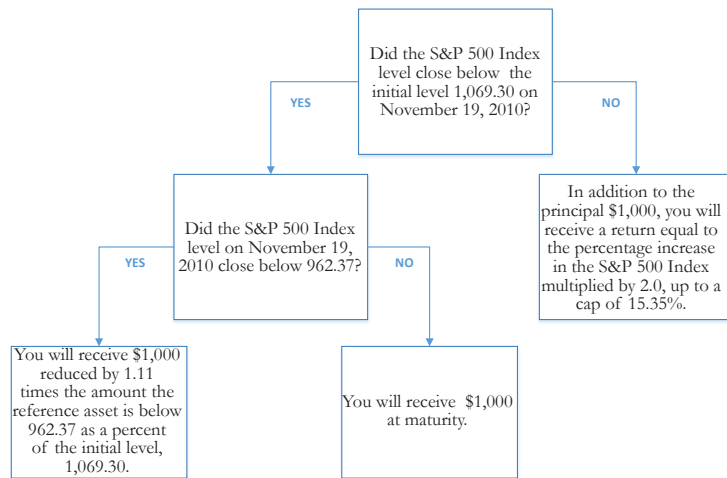 Did the S&P 500 Index
level close below the
initial level 1,069.30 on
November 19, 2010?
YES
NO
Did the S&P 500 Index
level on November 19,
2010 close below 962.37?
In addition to the
principal $1,000, you will
receive a return equal to
the percentage increase
in the S&P 500 Index
multiplied by 2.0, up to a
cap of 15.35%.
YES
NO
You will receive $1,000
reduced by 1.11
times the amount the
reference asset is below
962.37 as a percent
of the initial level,
1,069.30.
You will receive $1,000
at maturity.